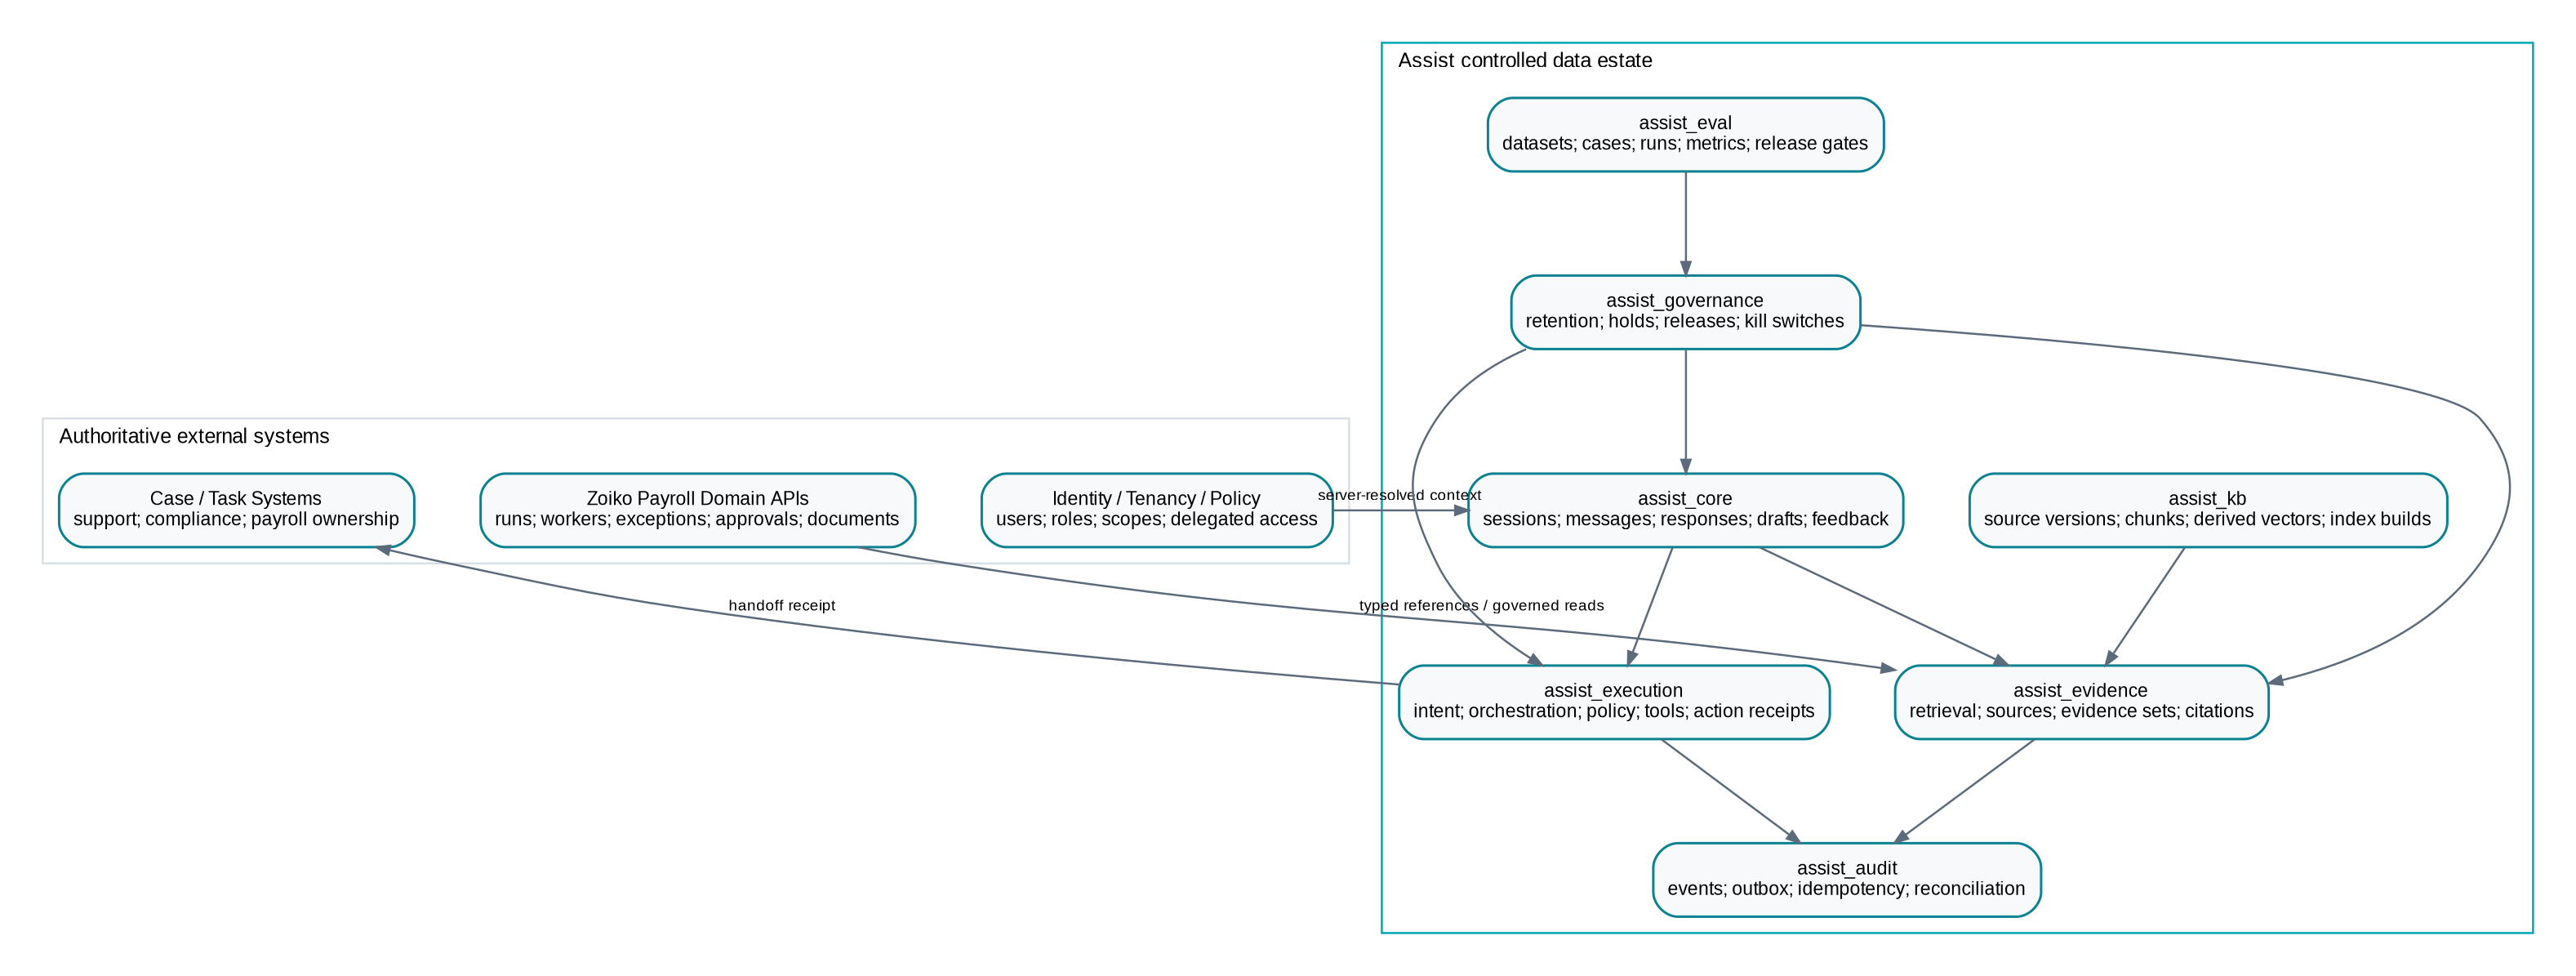 Assist controlled data estate
assist_eval
datasets; cases; runs; metrics; release gates
assist_governance
retention; holds; releases; kill switches
Authoritative external systems
Case / Task Systems
support; compliance; payroll ownership
Zoiko Payroll Domain APIs
runs; workers; exceptions; approvals; documents
Identity / Tenancy / Policy
users; roles; scopes; delegated access
server-resolved context
assist_core
sessions; messages; responses; drafts; feedback
assist_kb
source versions; chunks; derived vectors; index builds
handoff receipt
typed references / governed reads
assist_execution
intent; orchestration; policy; tools; action receipts
assist_evidence
retrieval; sources; evidence sets; citations
assist_audit
events; outbox; idempotency; reconciliation